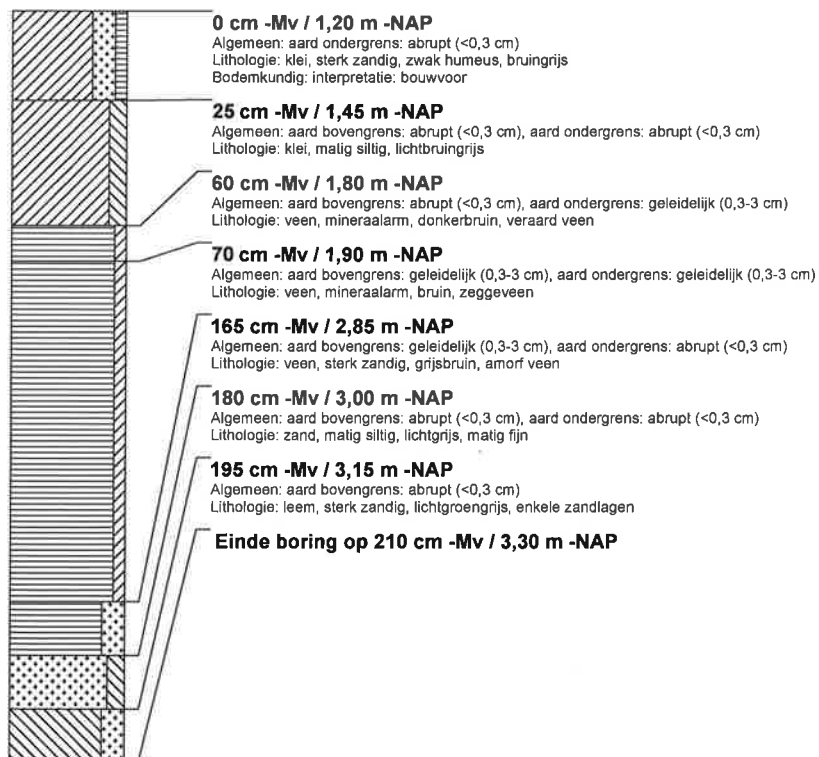 0 cm -Mv / 1,20 m -NAP
Algemeen: aard ondergrens: abrupt (<0,3 cm)
Lithologie: klei, sterk zandig, zwak humeus, bruingrijs
Bodemkundig: interpretatie: bouwvoor
25 cm -Mv / 1,45 m -NAP
Algemeen: aard bovengrens: abrupt (<0,3 cm), aard ondergrens: abrupt (<0,3 cm)
Lithologie: klei, matig siltig, lichtbruingrijs
60 cm -Mv / 1,80 m -NAP
Algemeen: aard bovengrens: abrupt (<0,3 cm), aard ondergrens: geleidelijk (0,3-3 cm)
Lithologie: veen, mineraalarm, donkerbruin, veraard veen
70 cm -Mv / 1,90 m -NAP
Algemeen: aard bovengrens: geleidelijk (0,3-3 cm), aard ondergrens: geleidelijk (0,3-3 cm)
Lithologie: veen, mineraalarm, bruin, zeggeveen
165 cm -Mv / 2,85 m -NAP
Algemeen: aard bovengrens: geleidelijk (0,3-3 cm), aard ondergrens: abrupt (<0,3 cm)
Lithologie: veen, sterk zandig, grijsbruin, amorf veen
180 cm -Mv / 3,00 m -NAP
Algemeen: aard bovengrens: abrupt (<0,3 cm), aard ondergrens: abrupt (<0,3 cm)
Lithologie: zand, matig siltig, lichtgrijs, matig fijn
195 cm -Mv / 3,15 m -NAP
Algemeen: aard bovengrens: abrupt (<0,3 cm)
Lithologie: leem, sterk zandig, lichtgroengrijs, enkele zandlagen
Einde boring op 210 cm -Mv / 3,30 m -NAP